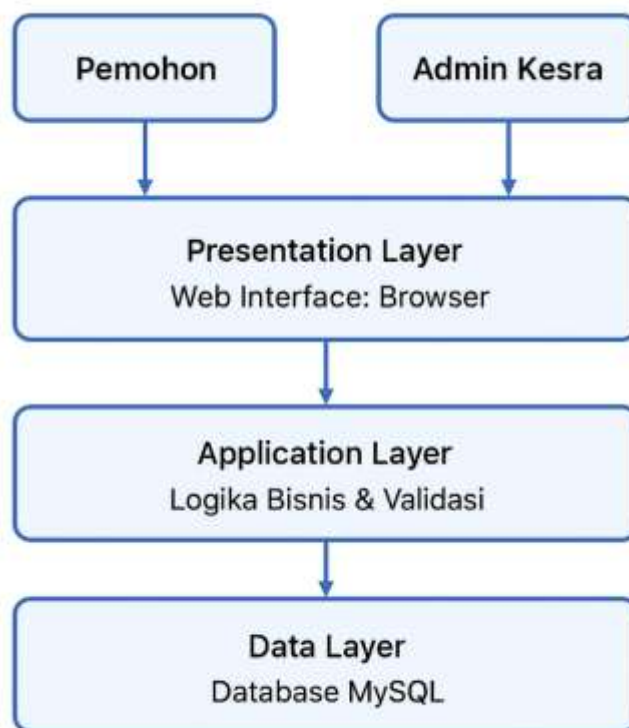 Pemohon
Admin Kesra
Presentation Layer
Web Interface: Browser
Application Layer
Logika Bisnis & Validasi
Data Layer
Database MySQL